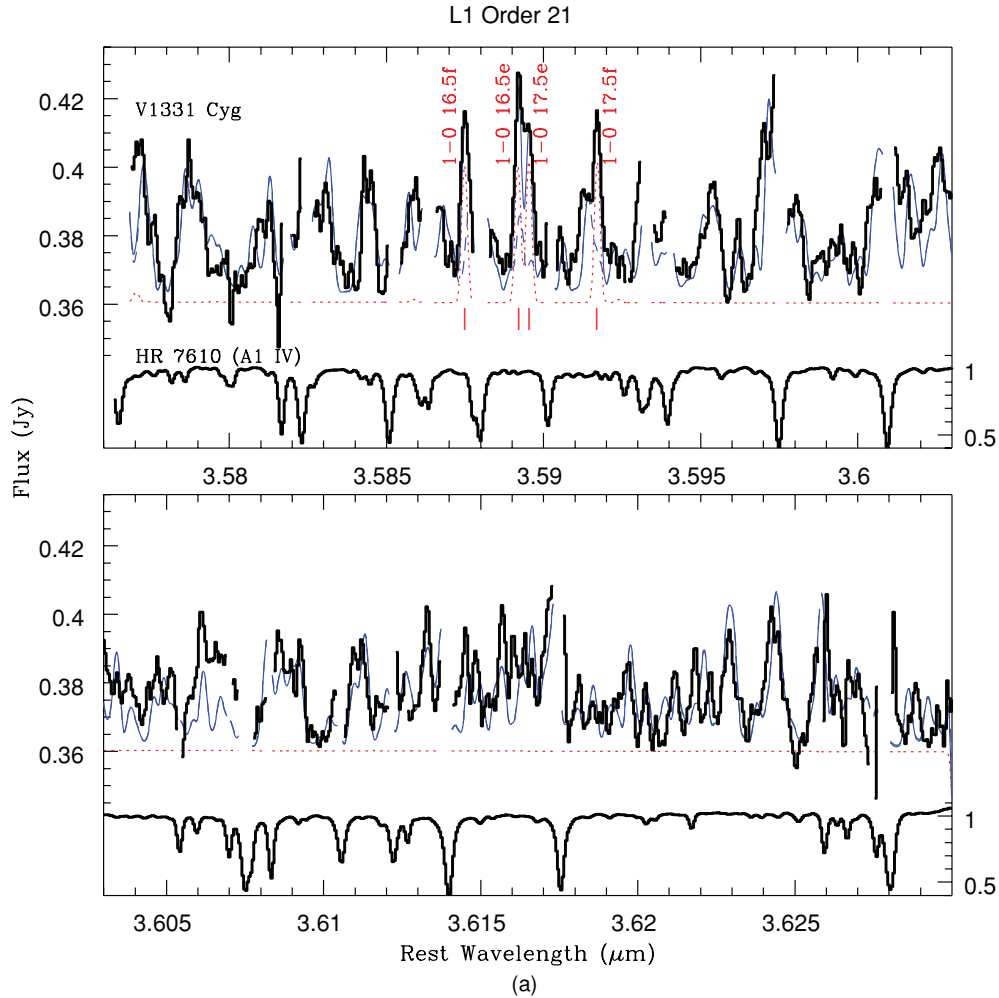 L1 Order 21
V1331 Cyg
1-0 16.5f
1-0 16.5e
1-0 17.5e
1-0 17.5f
HR 7610 (A1 IV)
0.42
0.4
0.38
0.36
1
0.5
3.58 3.585 3.59 3.595 3.6
Flux (Jy)
0.42
0.4
0.38
0.36
1
0.5
3.605 3.61 3.615 3.62 3.625
Rest Wavelength (μm)
(a)